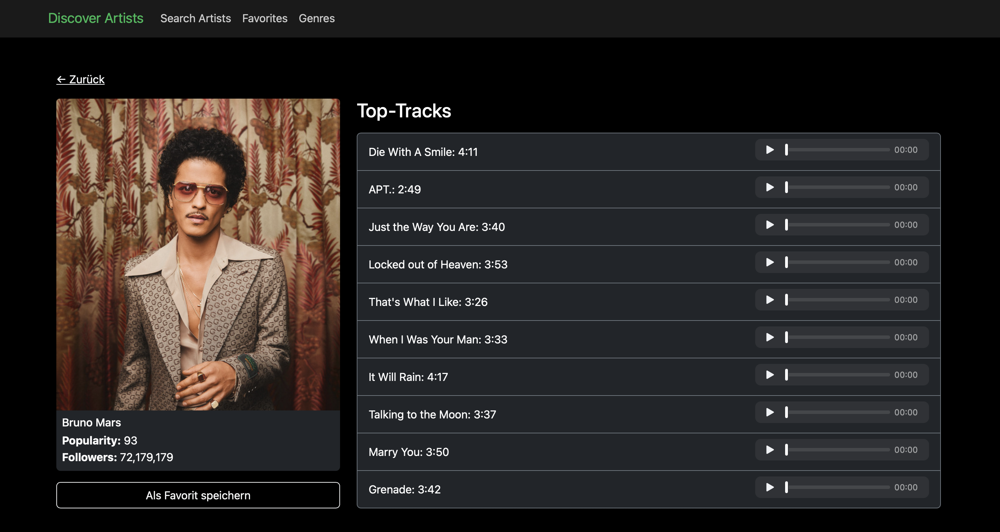 Discover Artists Search Artists Favorites Genres
← Zurück
Bruno Mars
Popularity: 93
Followers: 72,179,179
Als Favorit speichern
Top-Tracks
Die With A Smile: 4:11 00:00
APT.: 2:49 00:00
Just the Way You Are: 3:40 00:00
Locked out of Heaven: 3:53 00:00
That's What I Like: 3:26 00:00
When I Was Your Man: 3:33 00:00
It Will Rain: 4:17 00:00
Talking to the Moon: 3:37 00:00
Marry You: 3:50 00:00
Grenade: 3:42 00:00